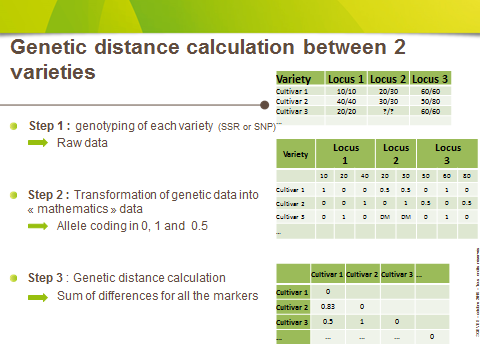 Genetic distance calculation between 2
varieties
Step 1 : genotyping of each variety (SSR or SNP)
Raw data
Variety Locus 1 Locus 2 Locus 3
Cultivar 1 10/10 20/30 60/60
Cultivar 2 40/40 30/30 50/80
Cultivar 3 20/20 ?/? 60/60
...
Step 2 : Transformation of genetic data into
« mathematics » data
Allele coding in 0, 1 and 0.5
Variety Locus 1 Locus 2 Locus 3
10 20 40 20 30 50 60 80
Cultivar 1 1 0 0 0.5 0.5 0 1 0
Cultivar 2 0 0 1 0 1 0.5 0 0.5
Cultivar 3 0 1 0 DM DM 0 1 0
...
Step 3 : Genetic distance calculation
Sum of differences for all the markers
Cultivar 1 Cultivar 2 Cultivar 3 ...
Cultivar 1 0
Cultivar 2 0.83 0
Cultivar 3 0.5 1 0
... ... ... ... 0